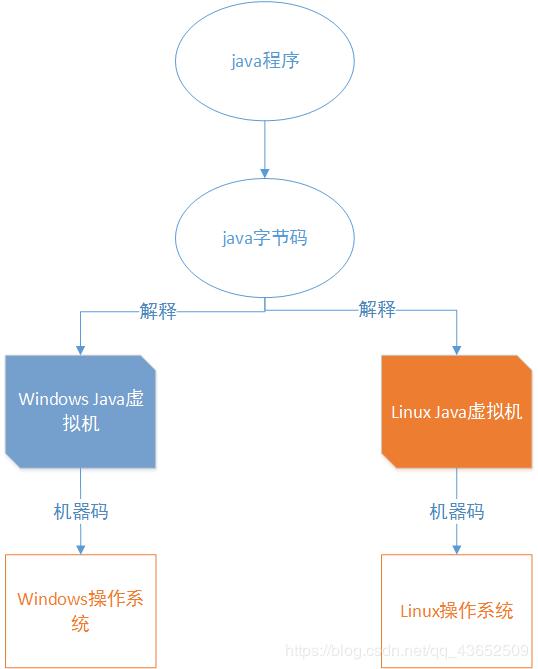 java程序
java字节码
解释
解释
Windows Java虚
拟机
Linux Java虚拟机
机器码
机器码
Windows操作系
统
Linux操作系统
https://blog.csdn.net/qq_43652509